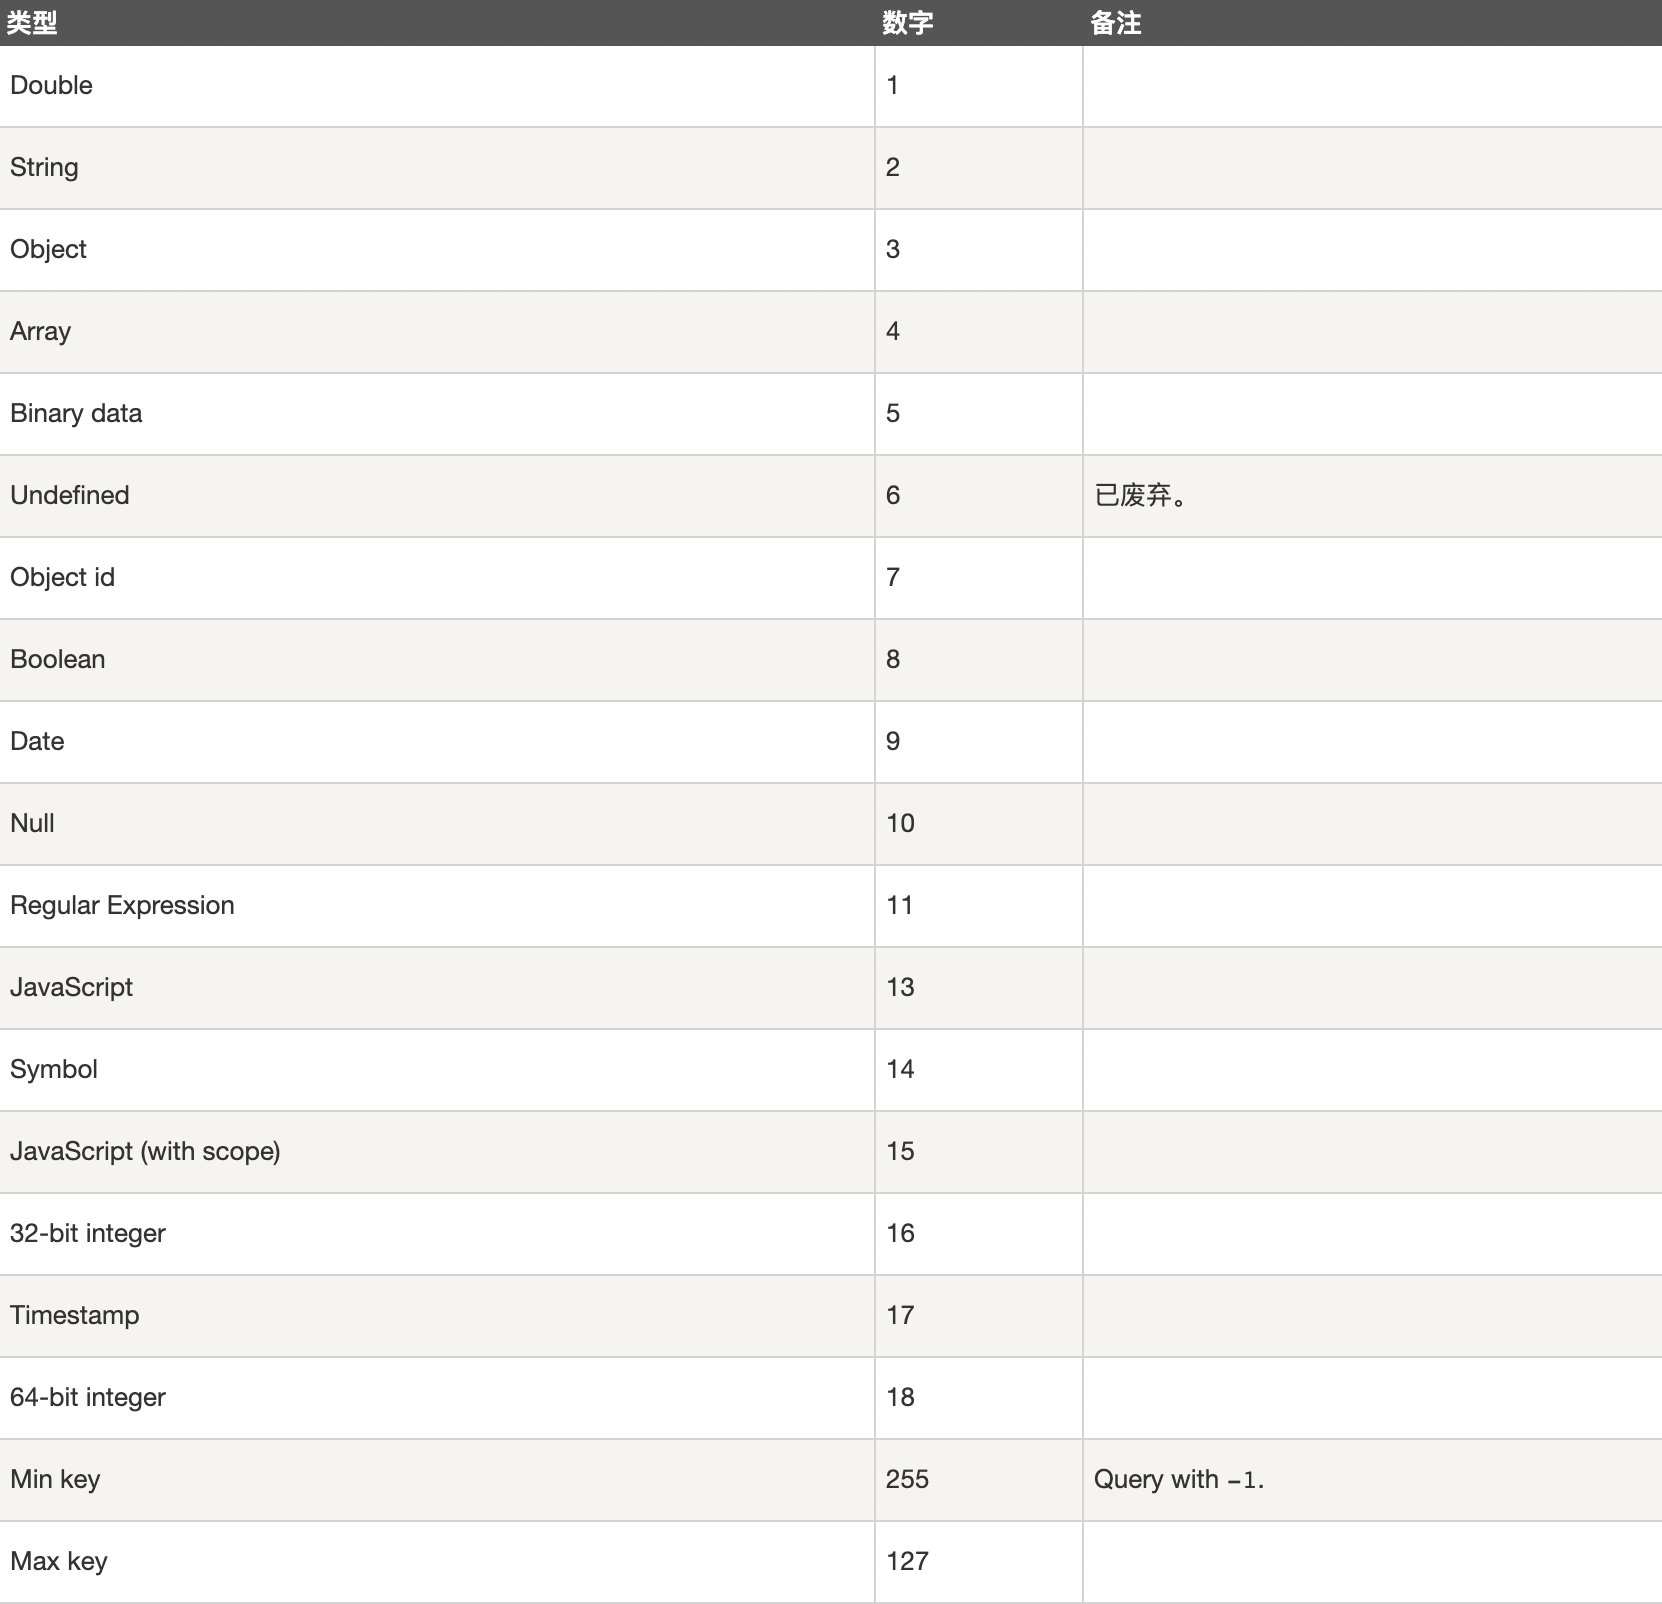 类型 数字 备注
Double 1
String 2
Object 3
Array 4
Binary data 5
Undefined 6 已废弃。
Object id 7
Boolean 8
Date 9
Null 10
Regular Expression 11
JavaScript 13
Symbol 14
JavaScript (with scope) 15
32-bit integer 16
Timestamp 17
64-bit integer 18
Min key 255 Query with -1.
Max key 127